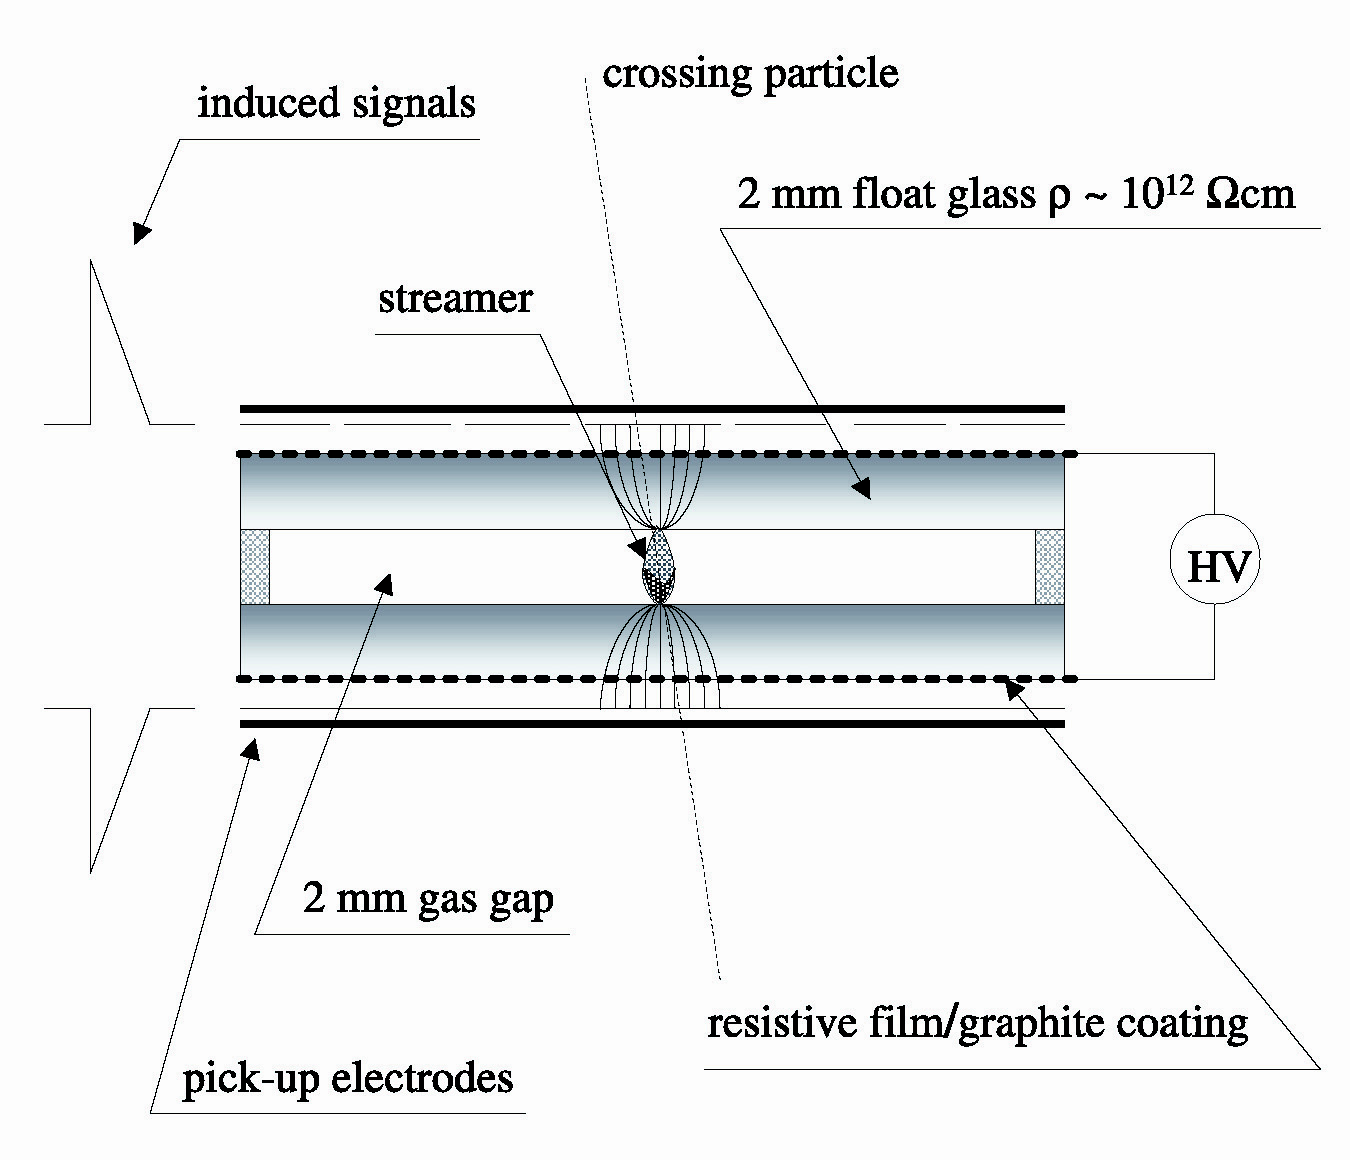 crossing particle
induced signals
2 mm float glass ρ ~ 10¹² Ωcm
streamer
HV
2 mm gas gap
resistive film/graphite coating
pick-up electrodes